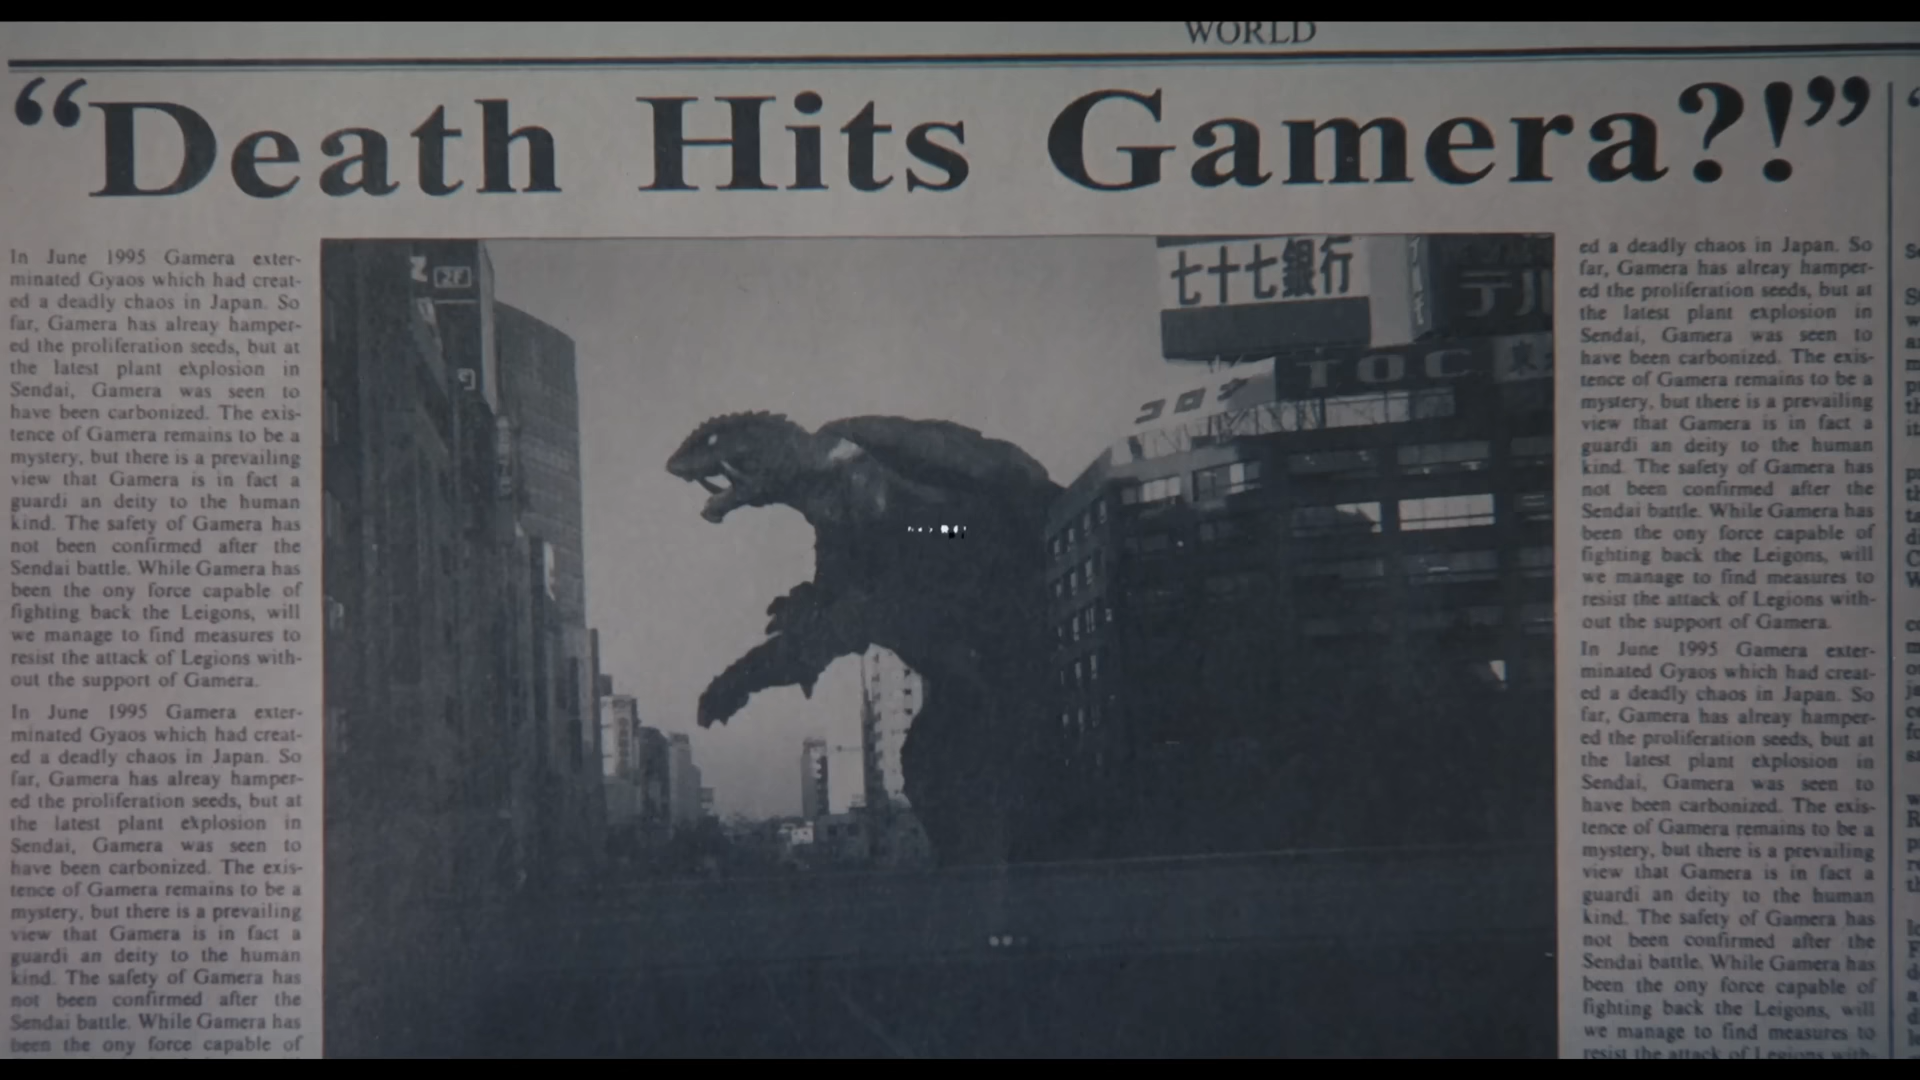 WORLD
“Death Hits Gamera?!”
In June 1995 Gamera exter-
minated Gyaos which had creat-
ed a deadly chaos in Japan. So
far, Gamera has alreay hamper-
ed the proliferation seeds, but at
the latest plant explosion in
Sendai, Gamera was seen to
have been carbonized. The exis-
tence of Gamera remains to be a
mystery, but there is a prevailing
view that Gamera is in fact a
guardi an deity to the human
kind. The safety of Gamera has
not been confirmed after the
Sendai battle. While Gamera has
been the ony force capable of
fighting back the Leigons, will
we manage to find measures to
resist the attack of Legions with-
out the support of Gamera.
In June 1995 Gamera exter-
minated Gyaos which had creat-
ed a deadly chaos in Japan. So
far, Gamera has alreay hamper-
ed the proliferation seeds, but at
the latest plant explosion in
Sendai, Gamera was seen to
have been carbonized. The exis-
tence of Gamera remains to be a
mystery, but there is a prevailing
view that Gamera is in fact a
guardi an deity to the human
kind. The safety of Gamera has
not been confirmed after the
Sendai battle. While Gamera has
been the ony force capable of
2F
七十七銀行
テル
TOC
コロナ
ed a deadly chaos in Japan. So
far, Gamera has alreay hamper-
ed the proliferation seeds, but at
the latest plant explosion in
Sendai, Gamera was seen to
have been carbonized. The exis-
tence of Gamera remains to be a
mystery, but there is a prevailing
view that Gamera is in fact a
guardi an deity to the human
kind. The safety of Gamera has
not been confirmed after the
Sendai battle. While Gamera has
been the ony force capable of
fighting back the Leigons, will
we manage to find measures to
resist the attack of Legions with-
out the support of Gamera.
In June 1995 Gamera exter-
minated Gyaos which had creat-
ed a deadly chaos in Japan. So
far, Gamera has alreay hamper-
ed the proliferation seeds, but at
the latest plant explosion in
Sendai, Gamera was seen to
have been carbonized. The exis-
tence of Gamera remains to be a
mystery, but there is a prevailing
view that Gamera is in fact a
guardi an deity to the human
kind. The safety of Gamera has
not been confirmed after the
Sendai battle. While Gamera has
been the ony force capable of
fighting back the Leigons, will
we manage to find measures to
resist the attack of Legions with-